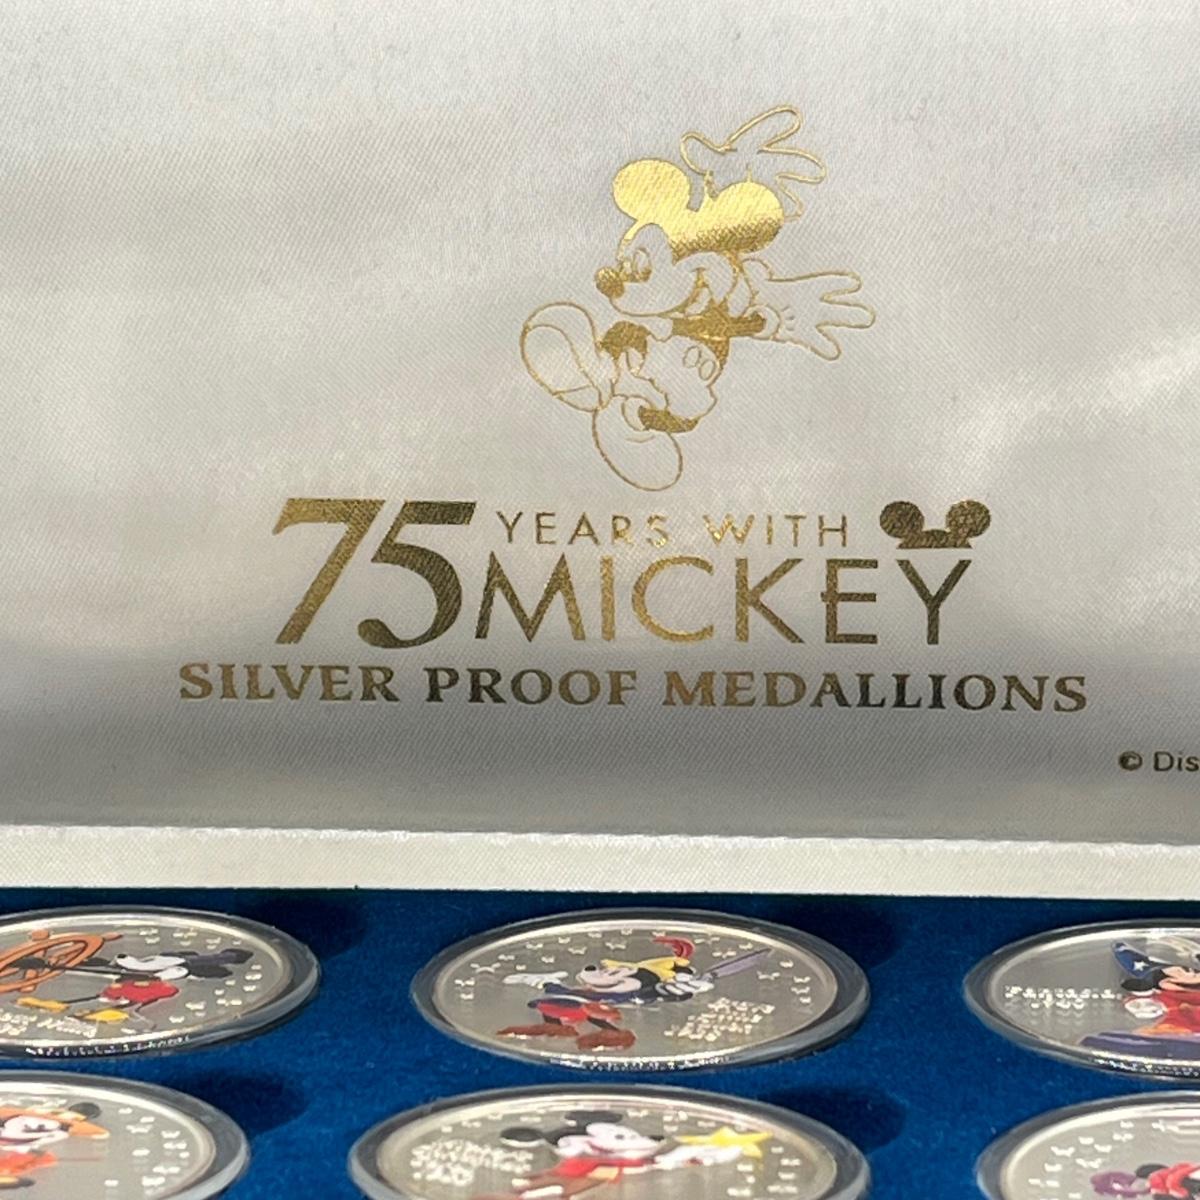 75 YEARS WITH
MICKEY
SILVER PROOF MEDALLIONS
© Dis